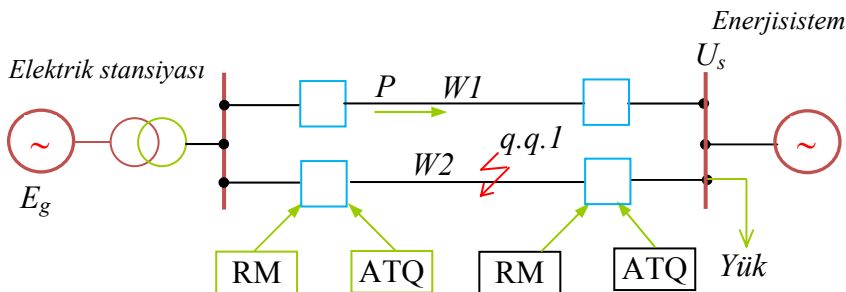 Enerjisistem
Elektrik stansiyası
U_s
P
W1
~
~
W2
q.q.1
E_g
RM
ATQ
RM
ATQ
Yük